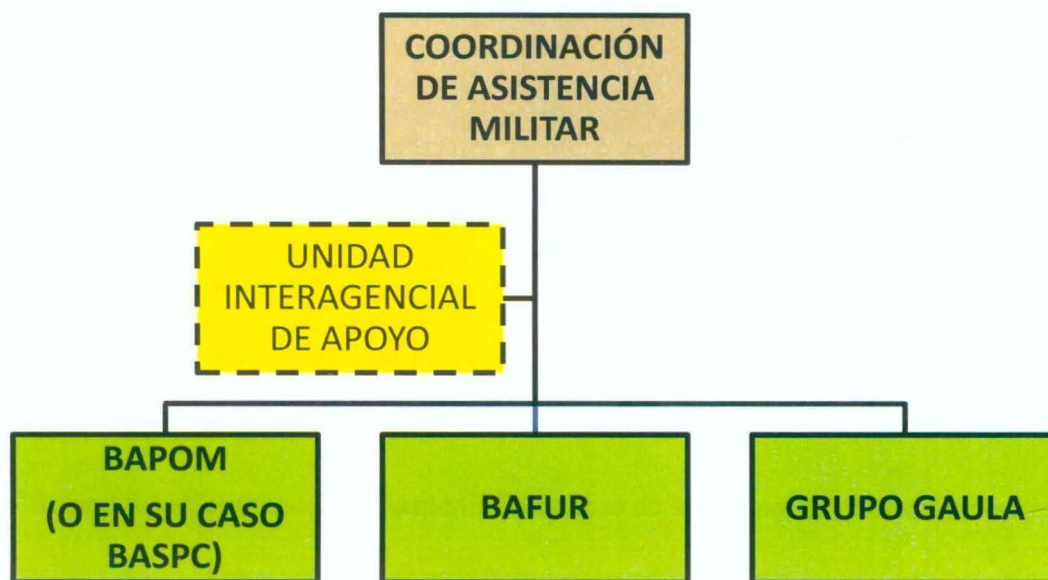 COORDINACIÓN
DE ASISTENCIA
MILITAR
UNIDAD
INTERAGENCIAL
DE APOYO
BAPOM
(O EN SU CASO
BASPC)
BAFUR
GRUPO GAULA